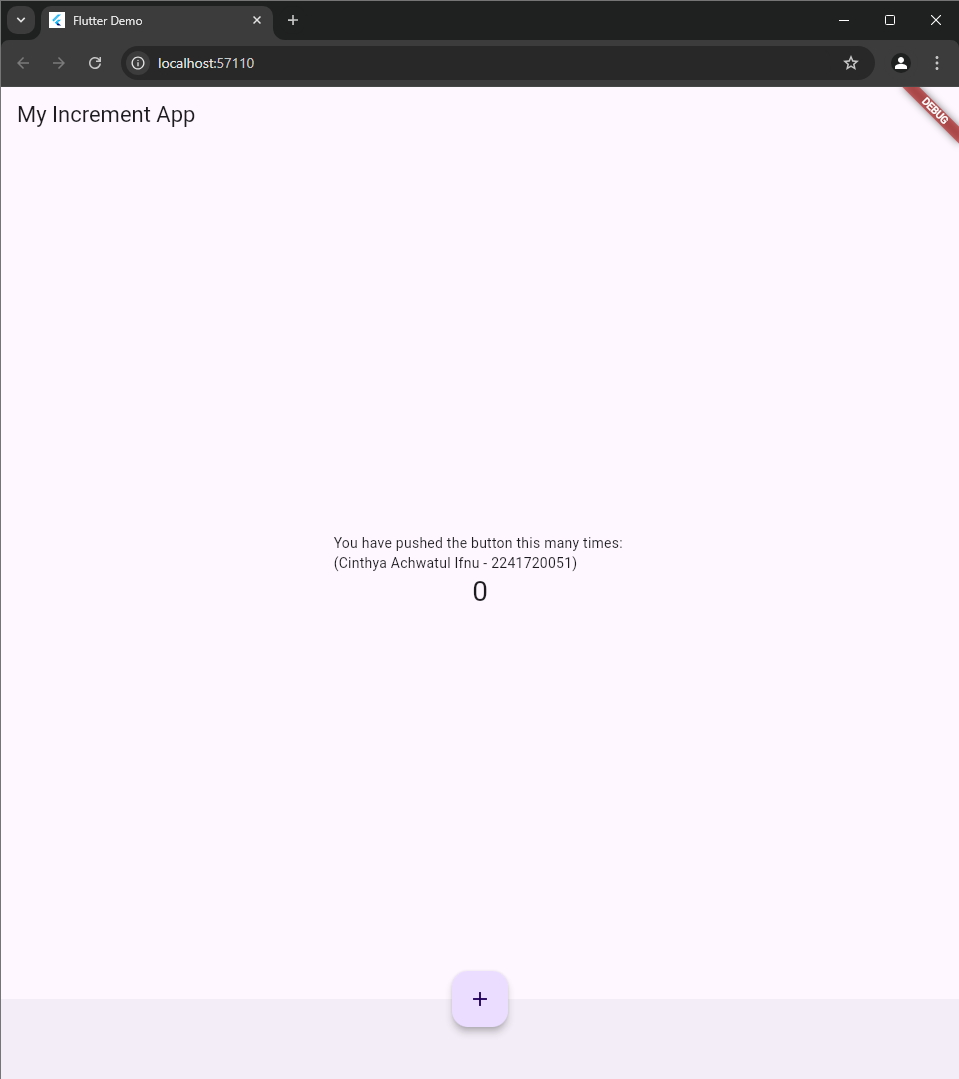 Flutter Demo
localhost:57110
My Increment App
DEBUG
You have pushed the button this many times:
(Cinthya Achwatul Ifnu - 2241720051)
0